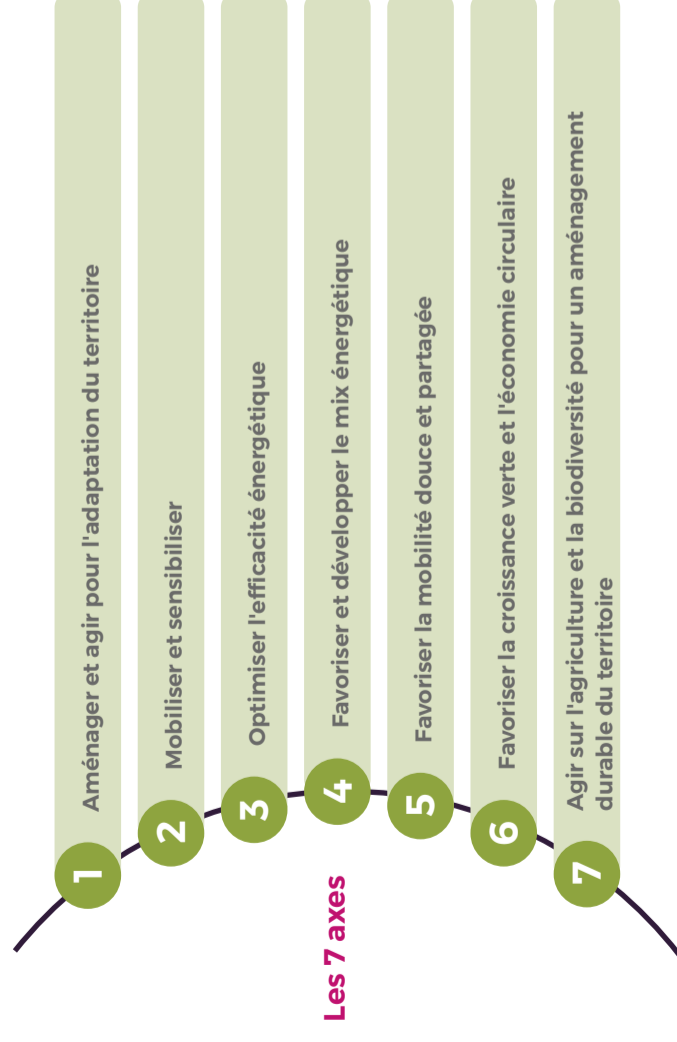 Les 7 axes
1
Aménager et agir pour l'adaptation du territoire
2
Mobiliser et sensibiliser
3
Optimiser l'efficacité énergétique
4
Favoriser et développer le mix énergétique
5
Favoriser la mobilité douce et partagée
6
Favoriser la croissance verte et l'économie circulaire
7
Agir sur l'agriculture et la biodiversité pour un aménagement
durable du territoire